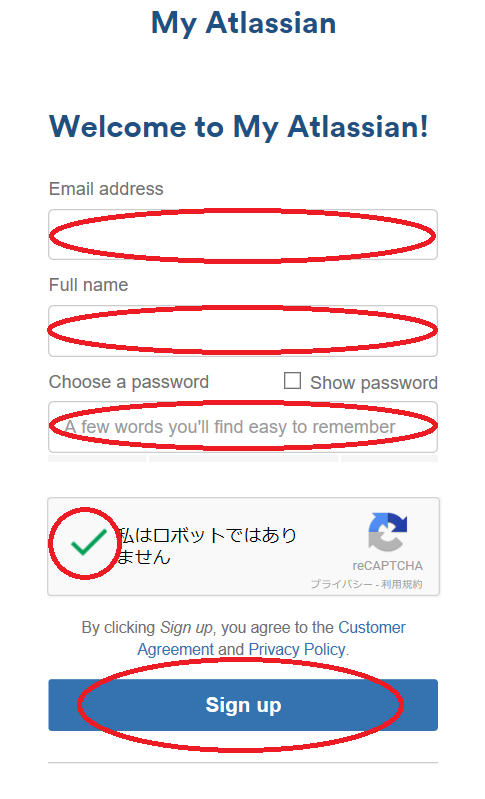 My Atlassian
Welcome to My Atlassian!
Email address
Full name
Choose a password
Show password
A few words you'll find easy to remember
私はロボットではあり
ません
reCAPTCHA
プライバシー - 利用規約
By clicking Sign up, you agree to the Customer
Agreement and Privacy Policy.
Sign up